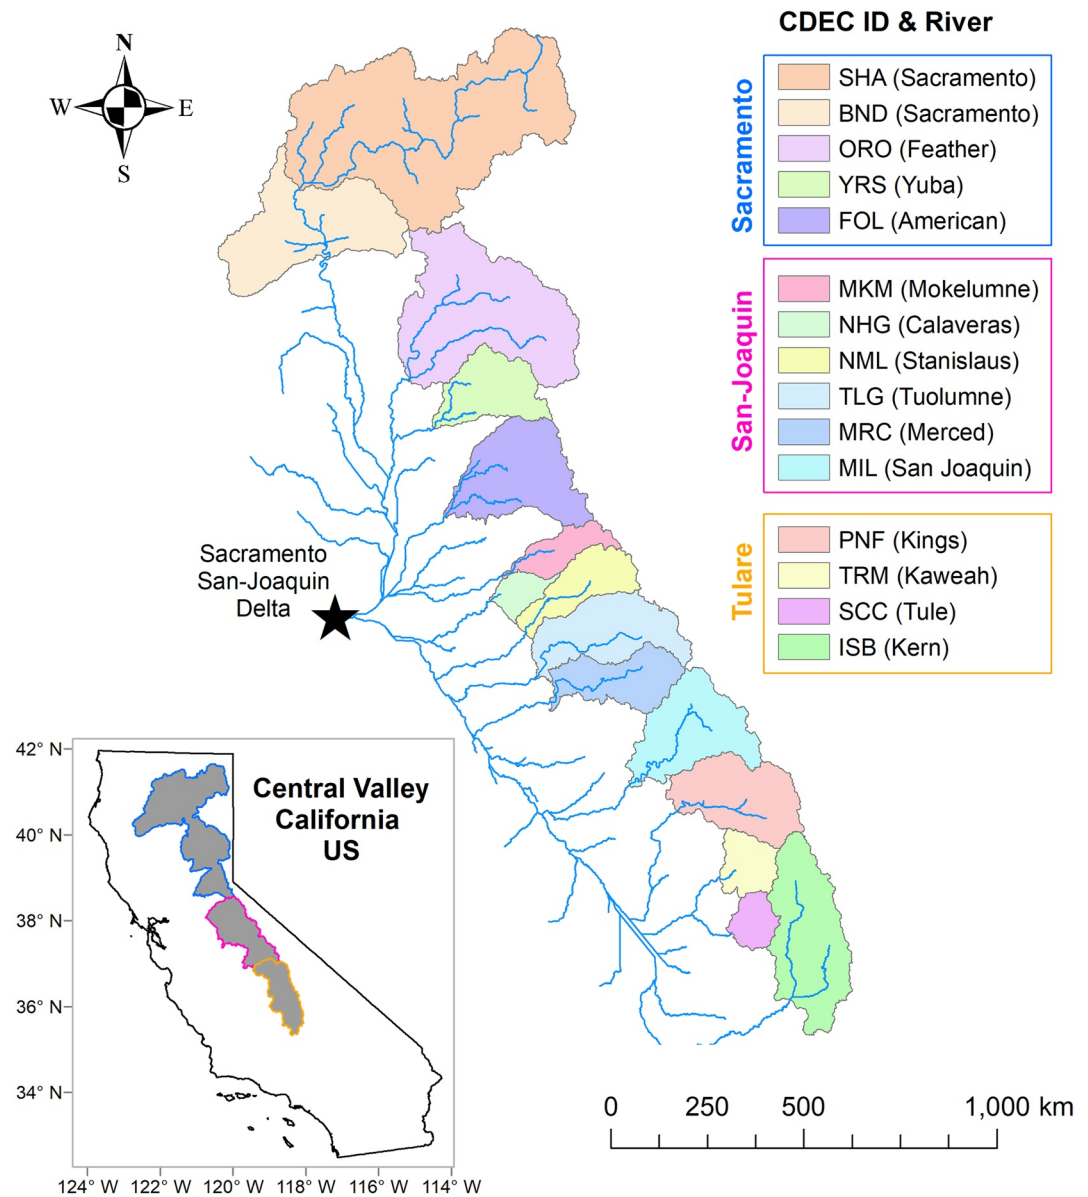 CDEC ID & River
N
W
E
S
Sacramento
SHA (Sacramento)
BND (Sacramento)
ORO (Feather)
YRS (Yuba)
FOL (American)
San-Joaquin
MKM (Mokelumne)
NHG (Calaveras)
NML (Stanislaus)
TLG (Tuolumne)
MRC (Merced)
MIL (San Joaquin)
Tulare
PNF (Kings)
TRM (Kaweah)
SCC (Tule)
ISB (Kern)
Sacramento
San-Joaquin
Delta
Central Valley
California
US
42° N
40° N
38° N
36° N
34° N
124° W 122° W 120° W 118° W 116° W 114° W
0 250 500 1,000 km